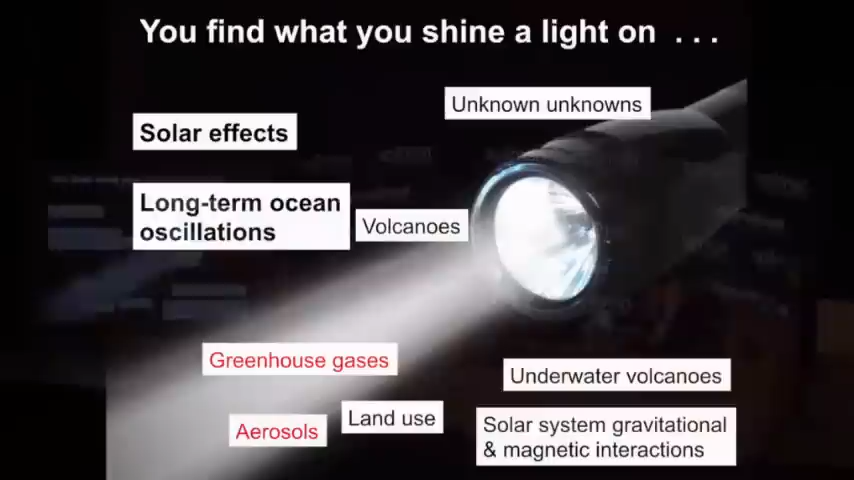 You find what you shine a light on . . .
Unknown unknowns
Solar effects
Long-term ocean
oscillations
Volcanoes
Greenhouse gases
Underwater volcanoes
Aerosols
Land use
Solar system gravitational
& magnetic interactions